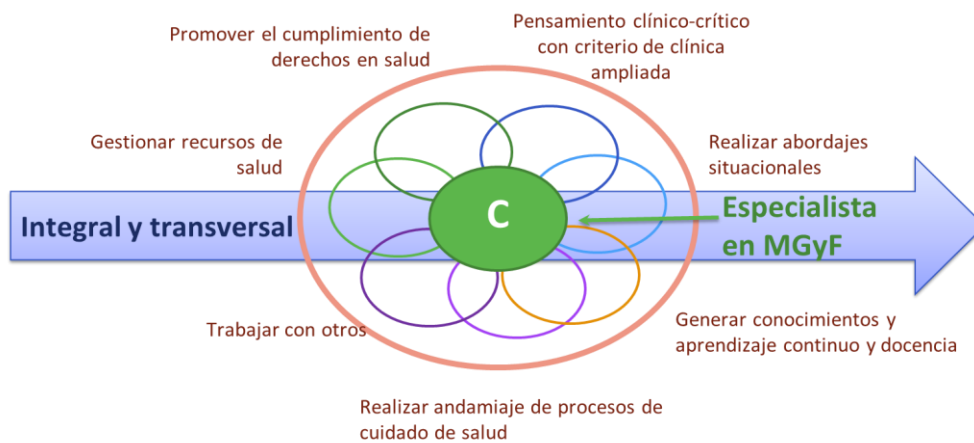 Promover el cumplimiento de
derechos en salud
Pensamiento clínico-crítico
con criterio de clínica
ampliada
Gestionar recursos de
salud
Realizar abordajes
situacionales
Integral y transversal
C
Especialista
en MGyF
Trabajar con otros
Generar conocimientos y
aprendizaje continuo y docencia
Realizar andamiaje de procesos de
cuidado de salud